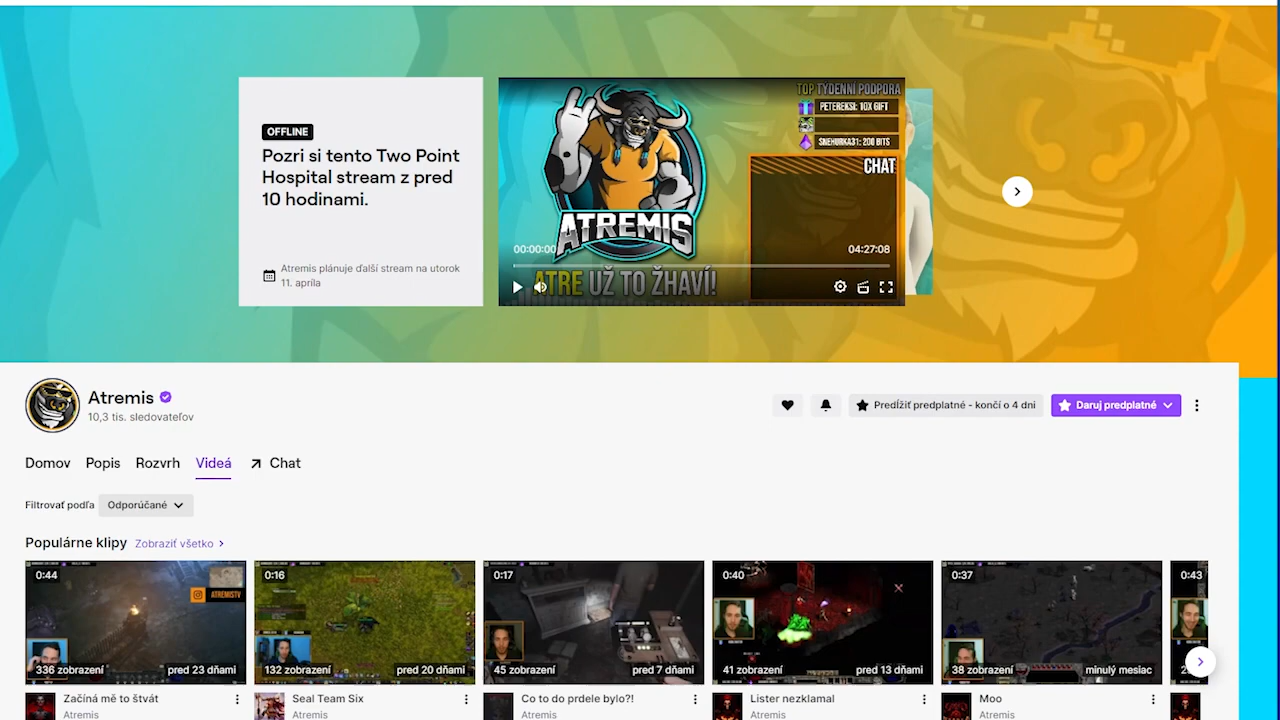 OFFLINE
Pozri si tento Two Point
Hospital stream z pred
10 hodinami.
Atremis plánuje ďalší stream na utorok
11. apríla
TOP TÝDENNÍ PODPORA
PETEREKSI: 10X GIFT
SNEHURKA31: 200 BITS
CHAT
ATREMIS
00:00:00
04:27:08
ATRE UŽ TO ŽHAVÍ!
Atremis
10,3 tis. sledovateľov
Predĺžiť predplatné - končí o 4 dni
Daruj predplatné
Domov
Popis
Rozvrh
Videá
Chat
Filtrovať podľa
Odporúčané
Populárne klipy
Zobraziť všetko
0:44
ATREMISTV
336 zobrazení
pred 23 dňami
0:16
132 zobrazení
pred 20 dňami
0:17
45 zobrazení
pred 7 dňami
0:40
41 zobrazení
pred 13 dňami
0:37
38 zobrazení
minulý mesiac
0:43
Začíná mě to štvát
Atremis
Seal Team Six
Atremis
Co to do prdele bylo?!
Atremis
Lister nezklamal
Atremis
Moo
Atremis